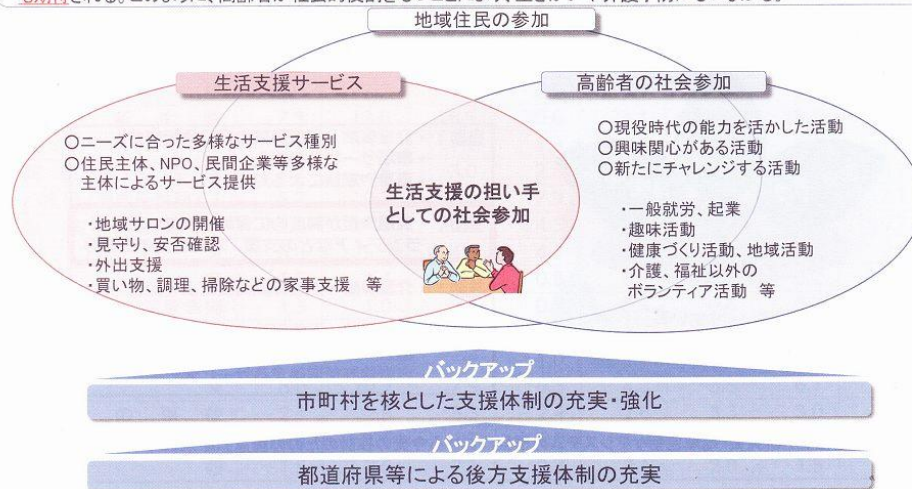 地域住民の参加
生活支援サービス
高齢者の社会参加
○ニーズに合った多様なサービス種別
○住民主体、NPO、民間企業等多様な
主体によるサービス提供
・地域サロンの開催
・見守り、安否確認
・外出支援
・買い物、調理、掃除などの家事支援 等
生活支援の担い手
としての社会参加
○現役時代の能力を活かした活動
○興味関心がある活動
○新たにチャレンジする活動
・一般就労、起業
・趣味活動
・健康づくり活動、地域活動
・介護、福祉以外の
ボランティア活動 等
バックアップ
市町村を核とした支援体制の充実・強化
バックアップ
都道府県等による後方支援体制の充実